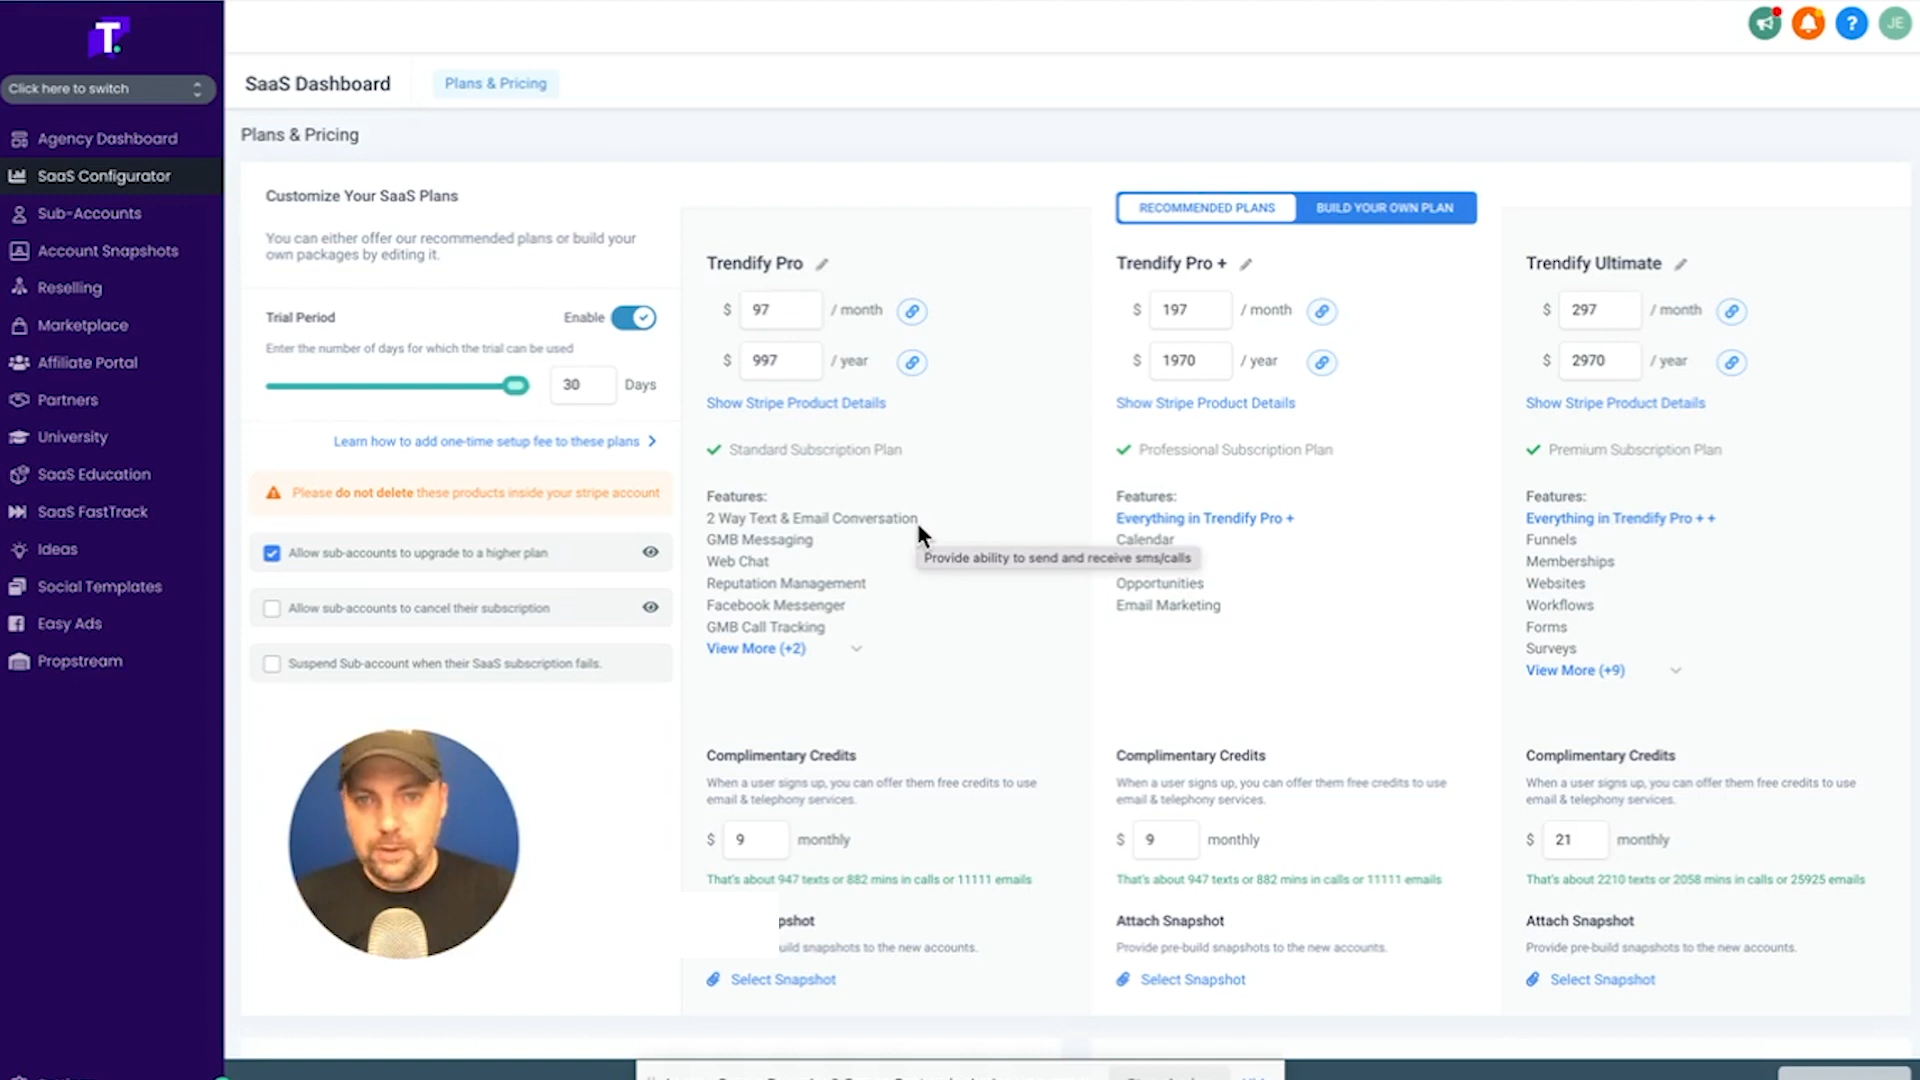 T.
JE
Click here to switch
SaaS Dashboard
Plans & Pricing
Agency Dashboard
SaaS Configurator
Sub-Accounts
Account Snapshots
Reselling
Marketplace
Affiliate Portal
Partners
University
SaaS Education
SaaS FastTrack
Ideas
Social Templates
Easy Ads
Propstream
Plans & Pricing
Customize Your SaaS Plans
You can either offer our recommended plans or build your
own packages by editing it.
Trial Period
Enable
Enter the number of days for which the trial can be used
30 Days
Learn how to add one-time setup fee to these plans
Please do not delete these products inside your stripe account
Allow sub-accounts to upgrade to a higher plan
Allow sub-accounts to cancel their subscription
Suspend Sub-account when their SaaS subscription fails.
RECOMMENDED PLANS
BUILD YOUR OWN PLAN
Trendify Pro
$ 97 / month
$ 997 / year
Show Stripe Product Details
Standard Subscription Plan
Features:
2 Way Text & Email Conversation
GMB Messaging
Web Chat
Reputation Management
Facebook Messenger
GMB Call Tracking
View More (+2)
Provide ability to send and receive sms/calls
Complimentary Credits
When a user signs up, you can offer them free credits to use
email & telephony services.
$ 9 monthly
That's about 947 texts or 882 mins in calls or 11111 emails
pshot
uild snapshots to the new accounts.
Select Snapshot
Trendify Pro +
$ 197 / month
$ 1970 / year
Show Stripe Product Details
Professional Subscription Plan
Features:
Everything in Trendify Pro +
Calendar
Opportunities
Email Marketing
Complimentary Credits
When a user signs up, you can offer them free credits to use
email & telephony services.
$ 9 monthly
That's about 947 texts or 882 mins in calls or 11111 emails
Attach Snapshot
Provide pre-build snapshots to the new accounts.
Select Snapshot
Trendify Ultimate
$ 297 / month
$ 2970 / year
Show Stripe Product Details
Premium Subscription Plan
Features:
Everything in Trendify Pro + +
Funnels
Memberships
Websites
Workflows
Forms
Surveys
View More (+9)
Complimentary Credits
When a user signs up, you can offer them free credits to use
email & telephony services.
$ 21 monthly
That's about 2210 texts or 2058 mins in calls or 25925 emails
Attach Snapshot
Provide pre-build snapshots to the new accounts.
Select Snapshot